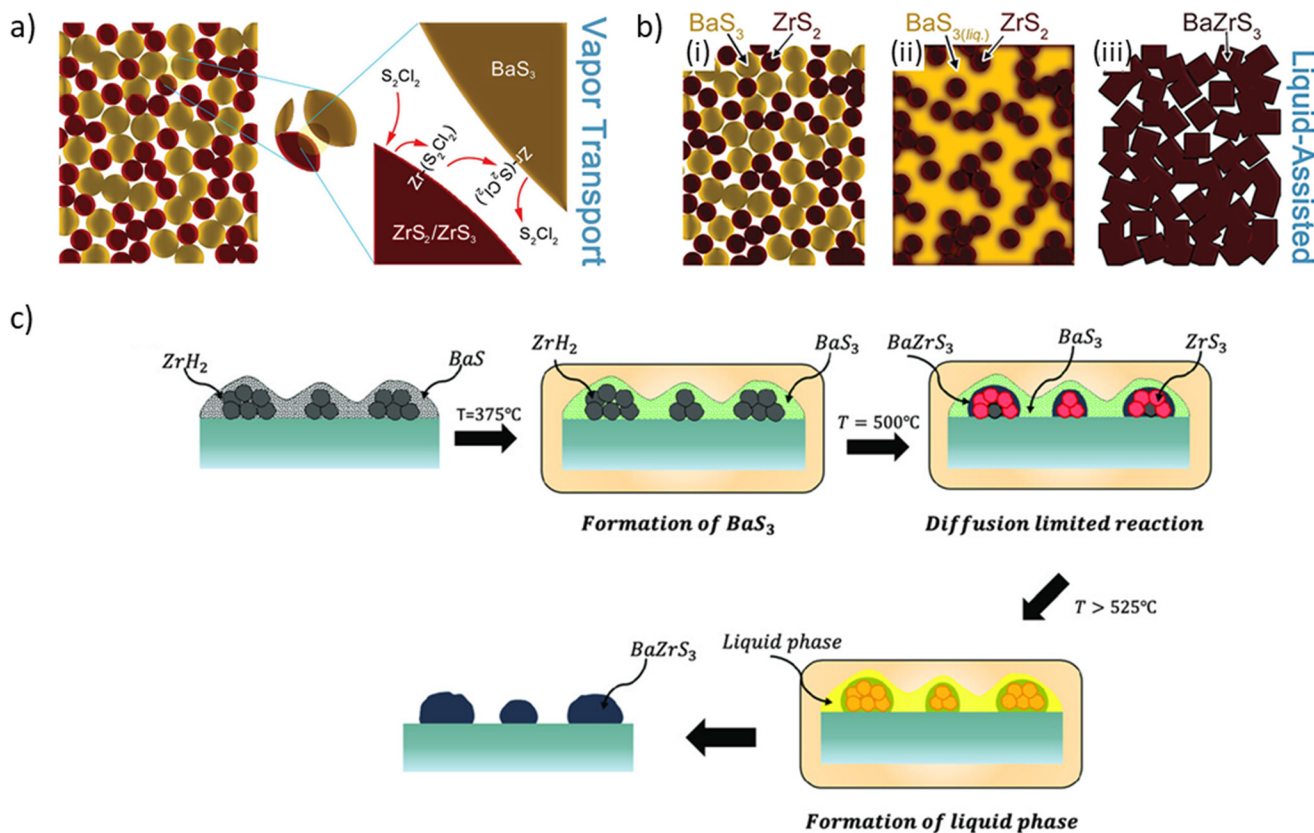 a)
S₂Cl₂
BaS₃
Zr-(S₂Cl₂)
Zr-(S₂Cl₂)
ZrS₂/ZrS₃
S₂Cl₂
Vapor Transport
b)
BaS₃ ZrS₂
(i)
BaS₃₍liq.₎ ZrS₂
(ii)
BaZrS₃
(iii)
Liquid-Assisted
c)
ZrH₂
BaS
T=375°C
ZrH₂
BaS₃
Formation of BaS₃
T = 500°C
BaZrS₃
BaS₃
ZrS₃
Diffusion limited reaction
T > 525°C
Liquid phase
Formation of liquid phase
BaZrS₃